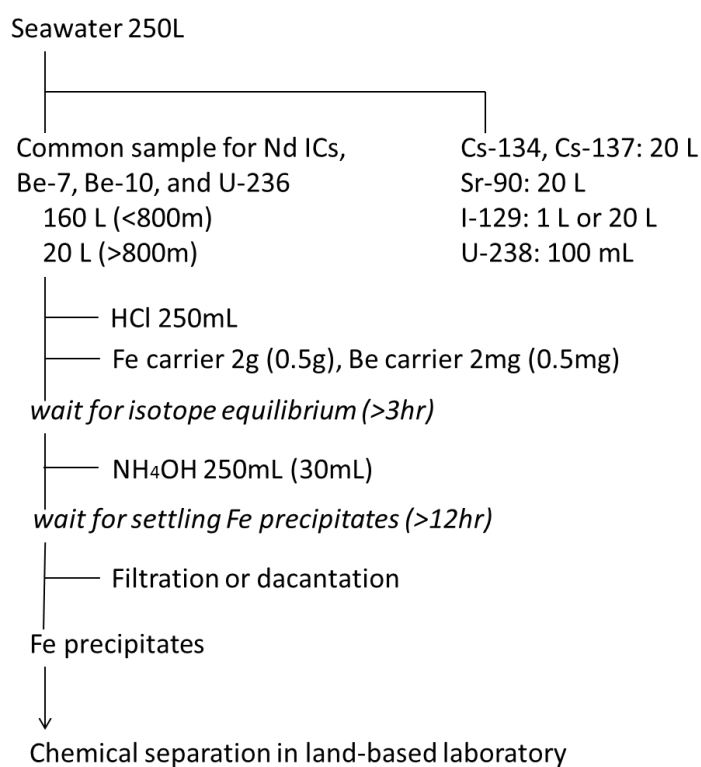 Seawater 250L
Common sample for Nd ICs,
Be-7, Be-10, and U-236
160 L (<800m)
20 L (>800m)
Cs-134, Cs-137: 20 L
Sr-90: 20 L
I-129: 1 L or 20 L
U-238: 100 mL
HCl 250mL
Fe carrier 2g (0.5g), Be carrier 2mg (0.5mg)
wait for isotope equilibrium (>3hr)
NH₄OH 250mL (30mL)
wait for settling Fe precipitates (>12hr)
Filtration or dacantation
Fe precipitates
Chemical separation in land-based laboratory